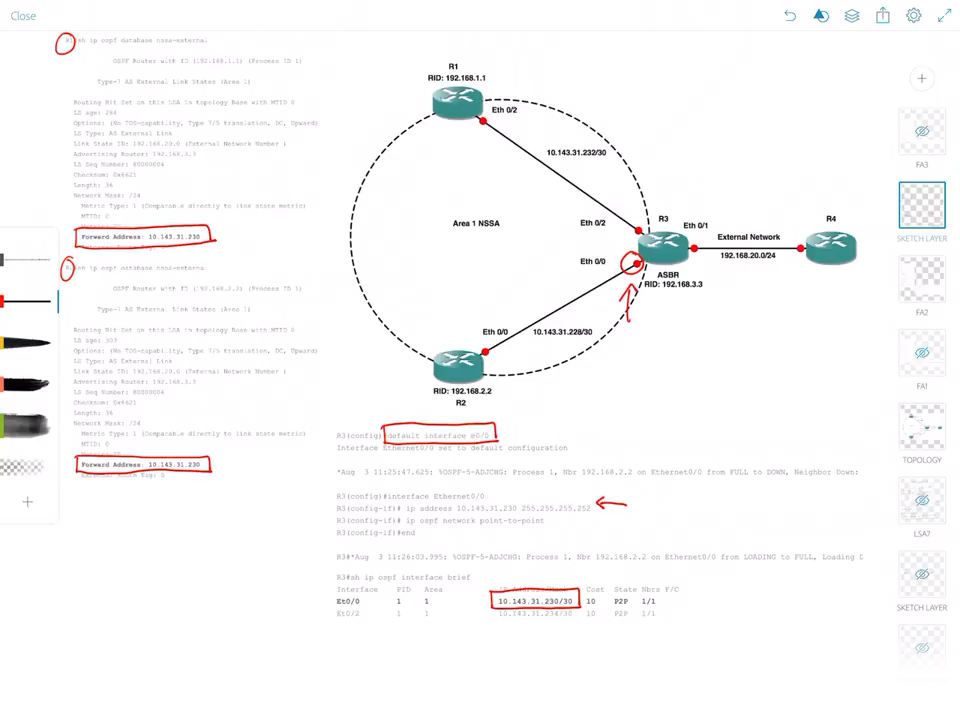 Close
R1
RID: 192.168.1.1
Eth 0/2
10.143.31.232/30
Area 1 NSSA
Eth 0/2
R3
Eth 0/1
External Network
R4
192.168.20.0/24
Eth 0/0
ASBR
RID: 192.168.3.3
Eth 0/0
10.143.31.228/30
RID: 192.168.2.2
R2
sh ip ospf database nssa-external
OSPF Router with ID (192.168.1.1) (Process ID 1)
Type-7 AS External Link States (Area 1)
Routing Bit Set on this LSA in topology Base with MTID 0
LS age: 264
Options: (No TOS-capability, Type 7/5 translation, DC, Upward)
LS Type: AS External Link
Link State ID: 192.168.20.0 (External Network Number )
Advertising Router: 192.168.3.3
LS Seq Number: 80000004
Checksum: 0x6621
Length: 36
Network Mask: /24
Metric Type: 1 (Comparable directly to link state metric)
MTID: 0
Forward Address: 10.143.31.230
sh ip ospf database nssa-external
OSPF Router with ID (192.168.2.2) (Process ID 1)
Type-7 AS External Link States (Area 1)
Routing Bit Set on this LSA in topology Base with MTID 0
LS age: 303
Options: (No TOS-capability, Type 7/5 translation, DC, Upward)
LS Type: AS External Link
Link State ID: 192.168.20.0 (External Network Number )
Advertising Router: 192.168.3.3
LS Seq Number: 80000004
Checksum: 0x6621
Length: 36
Network Mask: /24
Metric Type: 1 (Comparable directly to link state metric)
MTID: 0
Forward Address: 10.143.31.230
R3(config)#default interface e0/0
Interface Ethernet0/0 set to default configuration
*Aug  3 11:25:47.625: %OSPF-5-ADJCHG: Process 1, Nbr 192.168.2.2 on Ethernet0/0 from FULL to DOWN, Neighbor Down:
R3(config)#interface Ethernet0/0
R3(config-if)# ip address 10.143.31.230 255.255.255.252
R3(config-if)# ip ospf network point-to-point
R3(config-if)#end
R3#*Aug  3 11:26:03.995: %OSPF-5-ADJCHG: Process 1, Nbr 192.168.2.2 on Ethernet0/0 from LOADING to FULL, Loading D
R3#sh ip ospf interface brief
Interface PID Area Cost State Nbrs F/C
Et0/0 1 1 10.143.31.230/30 10 P2P 1/1
Et0/2 1 1 10.143.31.234/30 10 P2P 1/1
FA3
SKETCH LAYER
FA2
FA1
TOPOLOGY
LSA7
SKETCH LAYER